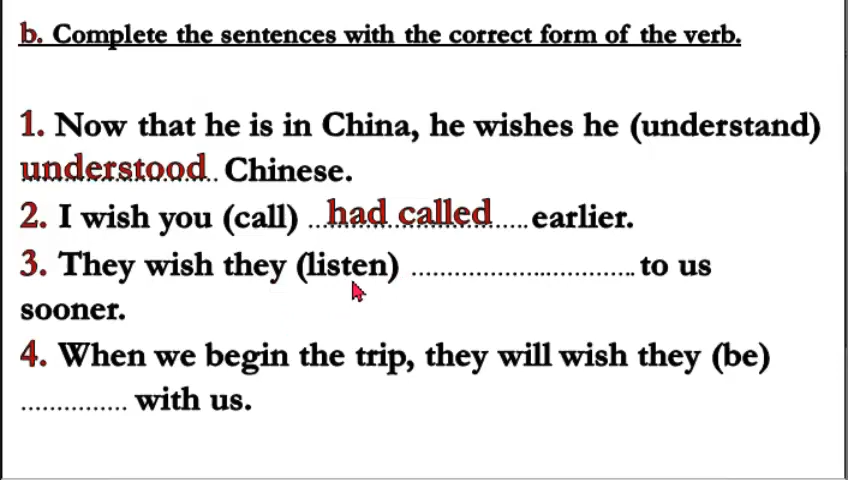 b. Complete the sentences with the correct form of the verb.
1. Now that he is in China, he wishes he (understand)
understood.. Chinese.
2. I wish you (call) ...had called..... earlier.
3. They wish they (listen) ............................... to us
sooner.
4. When we begin the trip, they will wish they (be)
............... with us.